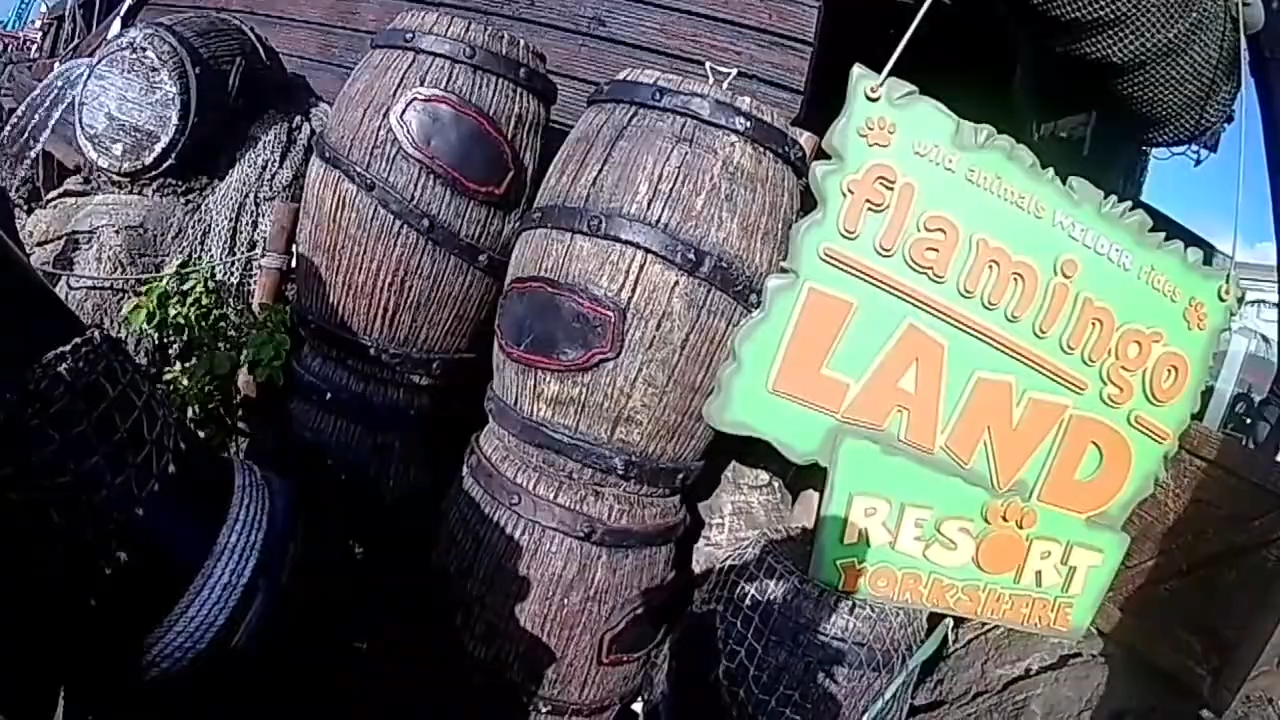 wild animals WILDER rides
flamingo
LAND
RESORT
YORKSHIRE